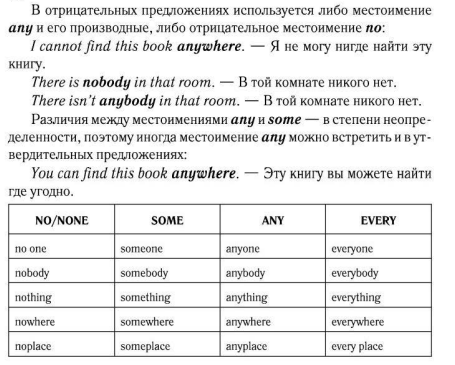 В отрицательных предложениях используется либо местоимение
any и его производные, либо отрицательное местоимение no:
I cannot find this book anywhere. — Я не могу нигде найти эту
книгу.
There is nobody in that room. — В той комнате никого нет.
There isn't anybody in that room. — В той комнате никого нет.
Различия между местоимениями any и some — в степени неопре-
деленности, поэтому иногда местоимение any можно встретить и в ут-
вердительных предложениях:
You can find this book anywhere. — Эту книгу вы можете найти
где угодно.
NO/NONE SOME ANY EVERY
no one someone anyone everyone
nobody somebody anybody everybody
nothing something anything everything
nowhere somewhere anywhere everywhere
noplace someplace anyplace every place